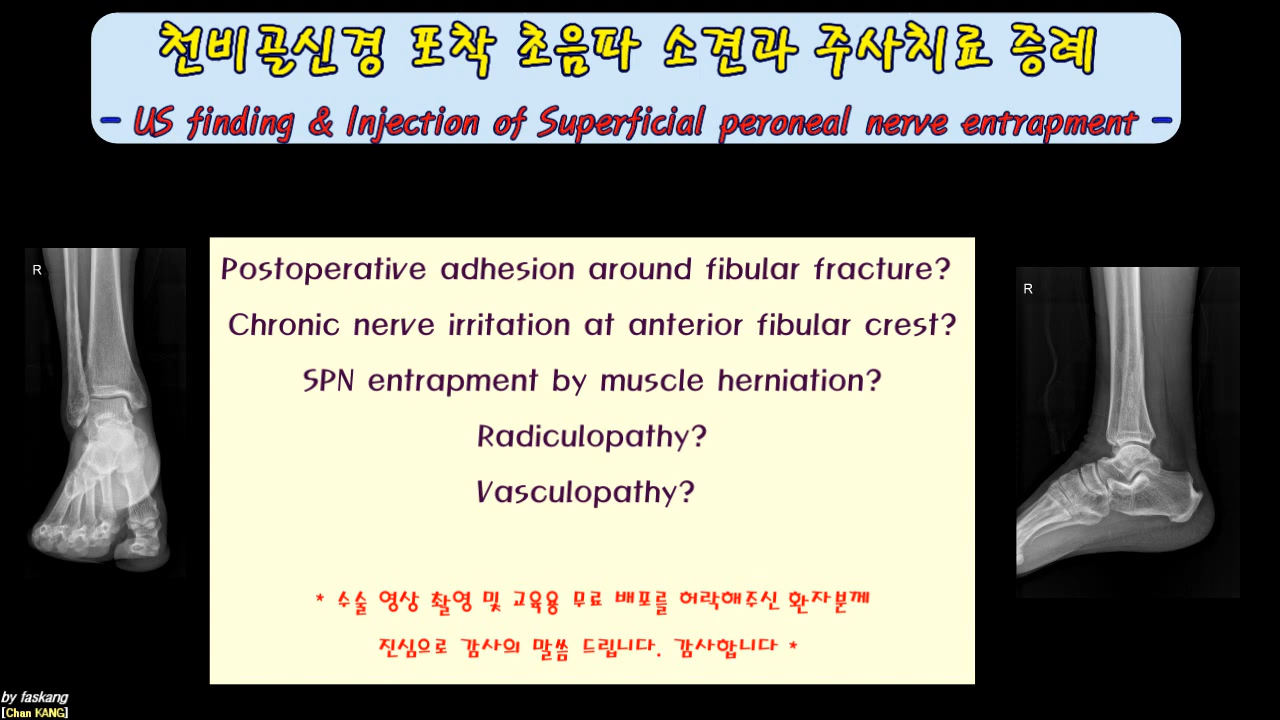 천비골신경 포착 초음파 소견과 주사치료 증례
- US finding & Injection of Superficial peroneal nerve entrapment -
R
R
Postoperative adhesion around fibular fracture?
Chronic nerve irritation at anterior fibular crest?
SPN entrapment by muscle herniation?
Radiculopathy?
Vasculopathy?
* 수술 영상 촬영 및 교육용 무료 배포를 허락해주신 환자분께
진심으로 감사의 말씀 드립니다. 감사합니다 *
by faskang
[Chan KANG]